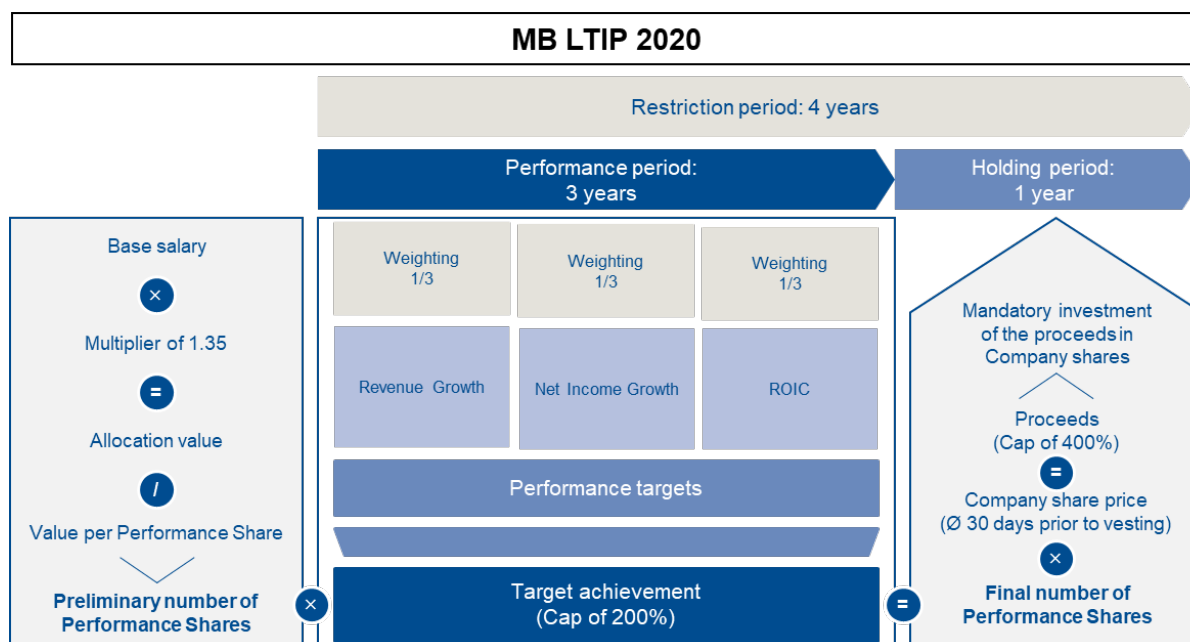 MB LTIP 2020
Restriction period: 4 years
Performance period:
3 years
Holding period:
1 year
Base salary
×
Multiplier of 1.35
=
Allocation value
/
Value per Performance Share
Preliminary number of
Performance Shares
×
Weighting
1/3
Weighting
1/3
Weighting
1/3
Revenue Growth
Net Income Growth
ROIC
Performance targets
Target achievement
(Cap of 200%)
=
Mandatory investment
of the proceeds in
Company shares
Proceeds
(Cap of 400%)
=
Company share price
(Ø 30 days prior to vesting)
×
Final number of
Performance Shares